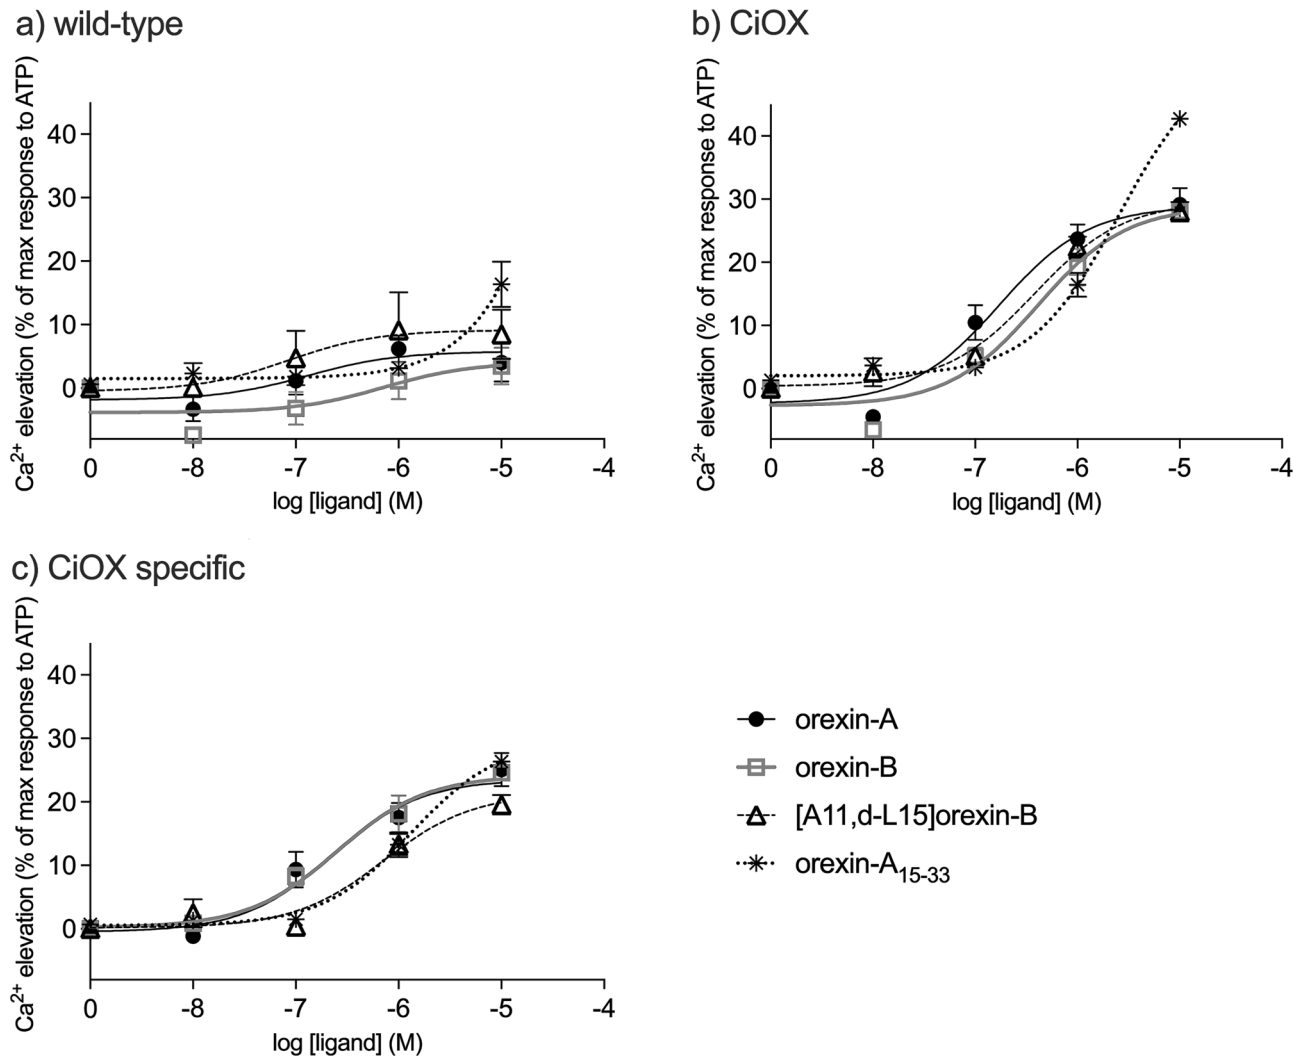 a) wild-type
Ca2+ elevation (% of max response to ATP)
40
30
20
10
0
0 -8 -7 -6 -5 -4
log [ligand] (M)
b) CiOX
Ca2+ elevation (% of max response to ATP)
40
30
20
10
0
0 -8 -7 -6 -5 -4
log [ligand] (M)
c) CiOX specific
Ca2+ elevation (% of max response to ATP)
40
30
20
10
0
0 -8 -7 -6 -5 -4
log [ligand] (M)
orexin-A
orexin-B
[A11,d-L15]orexin-B
orexin-A15-33